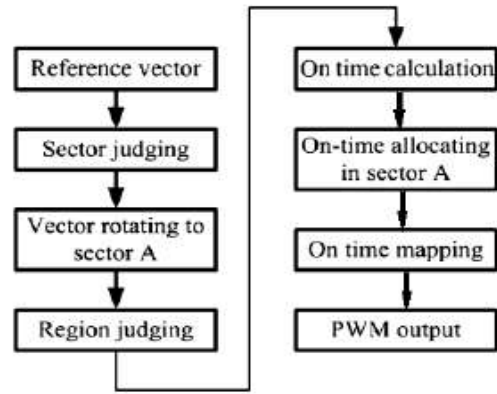 Reference vector
Sector judging
Vector rotating to
sector A
Region judging
On time calculation
On-time allocating
in sector A
On time mapping
PWM output